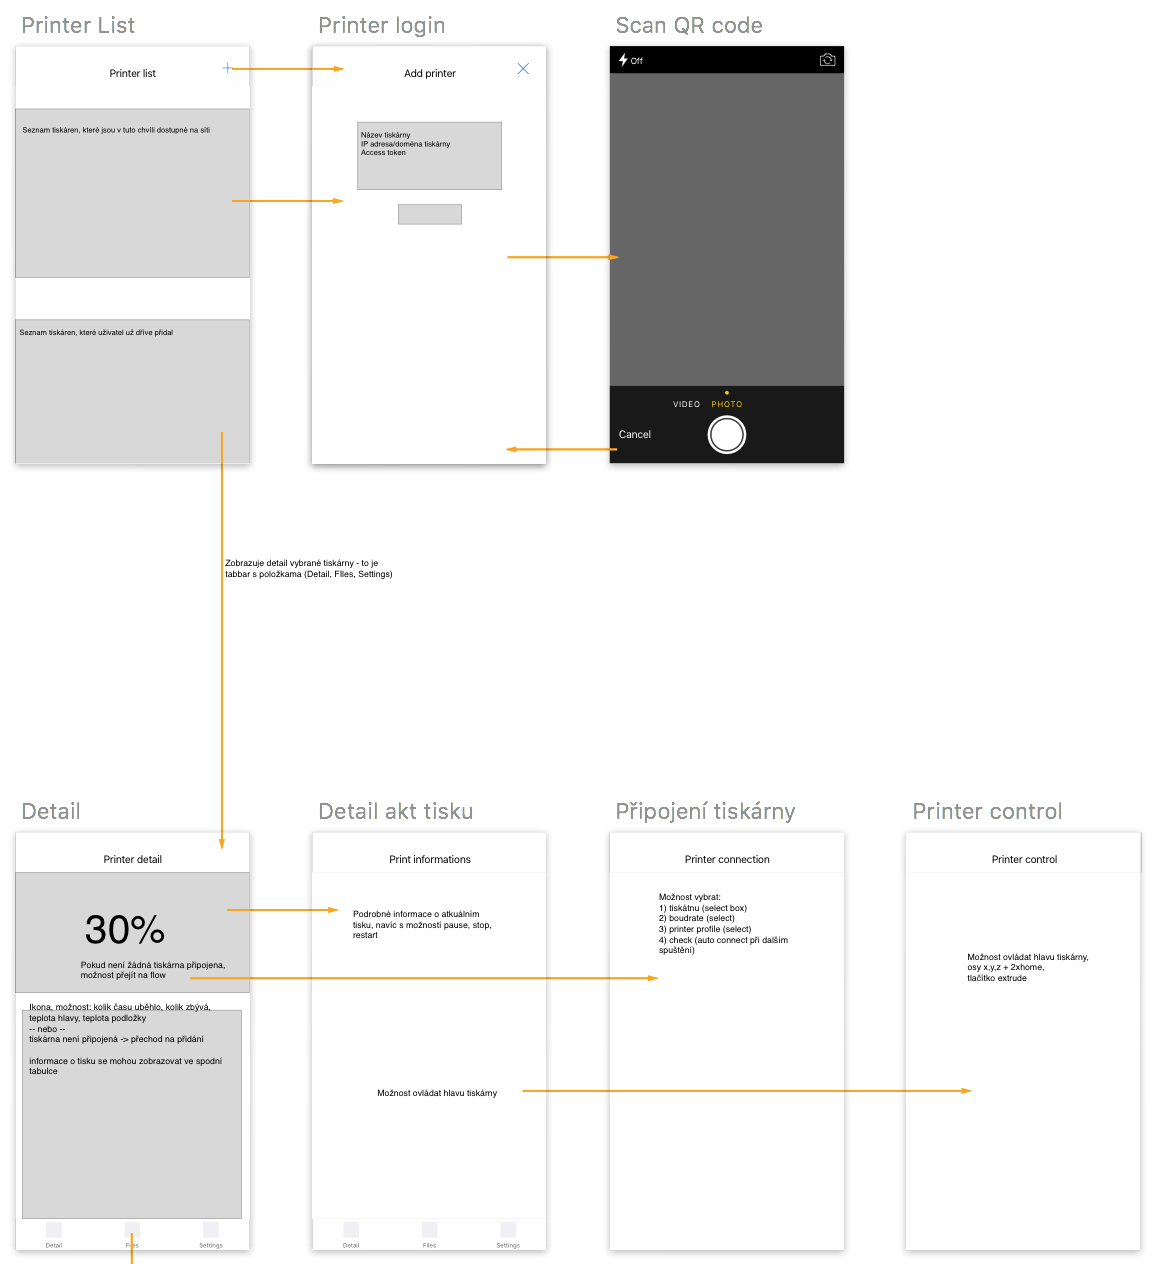 Printer List
Printer login
Scan QR code
Printer list
Add printer
Off
Seznam tiskáren, které jsou v tuto chvíli dostupné na síti
Název tiskárny
IP adresa/doména tiskárny
Access token
Seznam tiskáren, které uživatel už dříve přidal
VIDEO PHOTO
Cancel
Zobrazuje detail vybrané tiskárny - to je
tabbar s položkama (Detail, FIles, Settings)
Detail
Detail akt tisku
Připojení tiskárny
Printer control
Printer detail
30%
Pokud není žádná tiskárna připojena,
možnost přejít na flow
Ikona, možnost: kolik času uběhlo, kolik zbývá,
teplota hlavy, teplota podložky
-- nebo --
tiskárna není připojená -> přechod na přidání
informace o tisku se mohou zobrazovat ve spodní
tabulce
Detail
FIles
Settings
Print informations
Podrobné informace o atkuálním
tisku, navíc s možností pause, stop,
restart
Možnost ovládát hlavu tiskárny
Detail
FIles
Settings
Printer connection
Možnost vybrat:
1) tiskátnu (select box)
2) boudrate (select)
3) printer profile (select)
4) check (auto connect při dalším
spuštění)
Printer control
Možnost ovládát hlavu tiskárny,
osy x,y,z + 2xhome,
tlačítko extrude